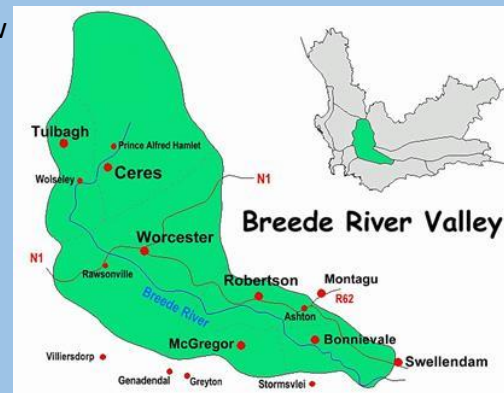 w
Tulbagh
Prince Alfred Hamlet
Ceres
Wolseley
N1
Breede River Valley
Worcester
N1
Rawsonville
Robertson
Montagu
R62
Breede River
Ashton
McGregor
Bonnievale
Villiersdorp
Swellendam
Genadendal
Greyton
Stormsvlei